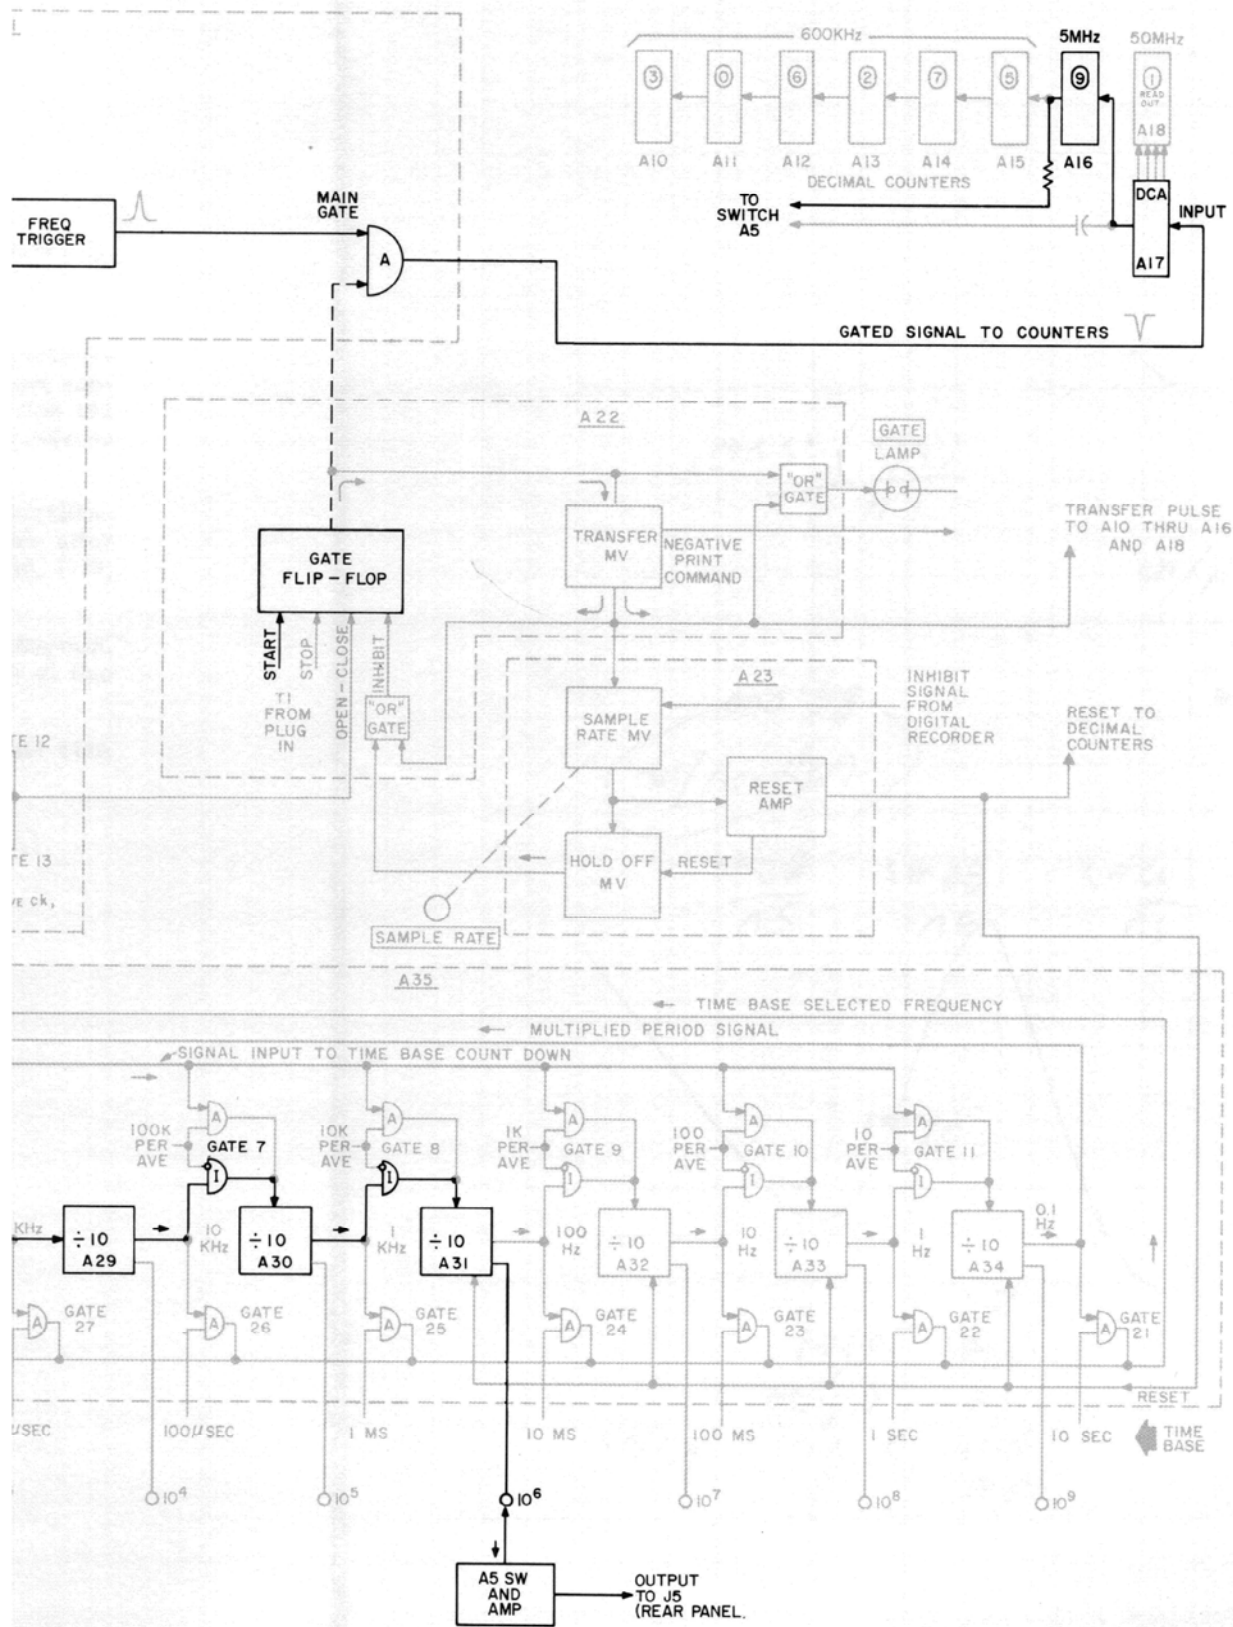 600KHz
5MHz
50MHz
3
0
6
2
7
5
9
1
READ
OUT
A18
A10
A11
A12
A13
A14
A15
A16
DECIMAL COUNTERS
TO
SWITCH
A5
DCA
INPUT
A17
FREQ
TRIGGER
MAIN
GATE
A
GATED SIGNAL TO COUNTERS
A22
GATE
LAMP
"OR"
GATE
TRANSFER
MV
NEGATIVE
PRINT
COMMAND
TRANSFER PULSE
TO A10 THRU A16
AND A18
GATE
FLIP-FLOP
START
STOP
OPEN-CLOSE
INHIBIT
T1
FROM
PLUG
IN
"OR"
GATE
A23
SAMPLE
RATE MV
INHIBIT
SIGNAL
FROM
DIGITAL
RECORDER
RESET TO
DECIMAL
COUNTERS
RESET
AMP
HOLD OFF
MV
RESET
SAMPLE RATE
TE 12
TE 13
VE ck,
A35
TIME BASE SELECTED FREQUENCY
MULTIPLIED PERIOD SIGNAL
SIGNAL INPUT TO TIME BASE COUNT DOWN
A
A
A
A
A
100K
PER
AVE
GATE 7
10K
PER
AVE
GATE 8
1K
PER
AVE
GATE 9
100
PER
AVE
GATE 10
10
PER
AVE
GATE 11
I
I
I
I
I
KHz
÷10
A29
10
KHz
÷10
A30
1
KHz
÷10
A31
100
Hz
÷10
A32
10
Hz
÷10
A33
1
Hz
÷10
A34
0.1
Hz
A
GATE
27
A
GATE
26
A
GATE
25
A
GATE
24
A
GATE
23
A
GATE
22
A
GATE
21
RESET
μSEC
100μSEC
1 MS
10 MS
100 MS
1 SEC
10 SEC
TIME
BASE
10⁴
10⁵
10⁶
10⁷
10⁸
10⁹
A5 SW
AND
AMP
OUTPUT
TO J5
(REAR PANEL.